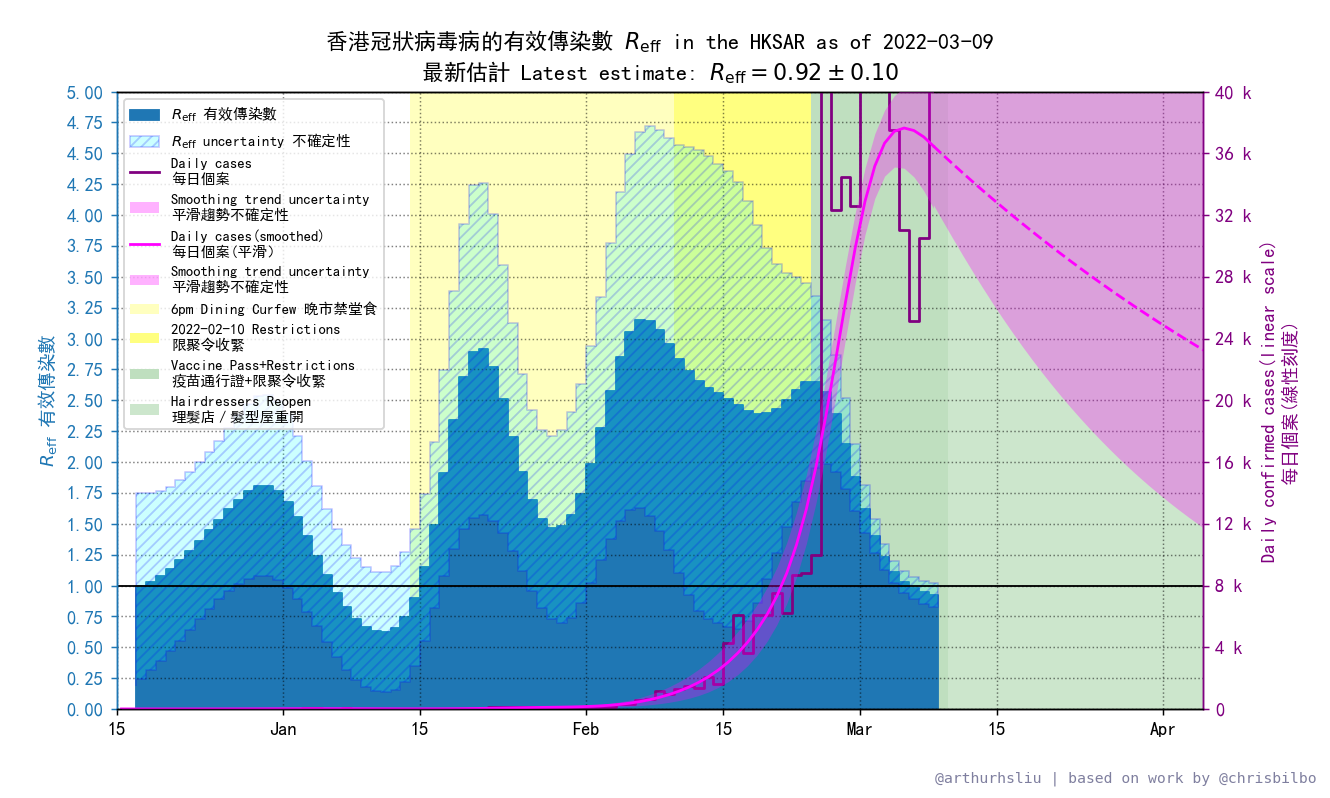 香港冠狀病毒病的有效傳染數 Reff in the HKSAR as of 2022-03-09
最新估計 Latest estimate: Reff = 0.92 ± 0.10
Reff 有效傳染數
Reff uncertainty 不確定性
Daily cases
每日個案
Smoothing trend uncertainty
平滑趨勢不確定性
Daily cases(smoothed)
每日個案(平滑)
Smoothing trend uncertainty
平滑趨勢不確定性
6pm Dining Curfew 晚市禁堂食
2022-02-10 Restrictions
限聚令收緊
Vaccine Pass+Restrictions
疫苗通行證+限聚令收緊
Hairdressers Reopen
理髮店 / 髮型屋重開
5.00
4.75
4.50
4.25
4.00
3.75
3.50
3.25
3.00
2.75
2.50
2.25
2.00
1.75
1.50
1.25
1.00
0.75
0.50
0.25
0.00
Reff 有效傳染數
40 k
36 k
32 k
28 k
24 k
20 k
16 k
12 k
8 k
4 k
0
Daily confirmed cases(linear scale)
每日個案(線性刻度)
15
Jan
15
Feb
15
Mar
15
Apr
@arthurhsliu | based on work by @chrisbilbo